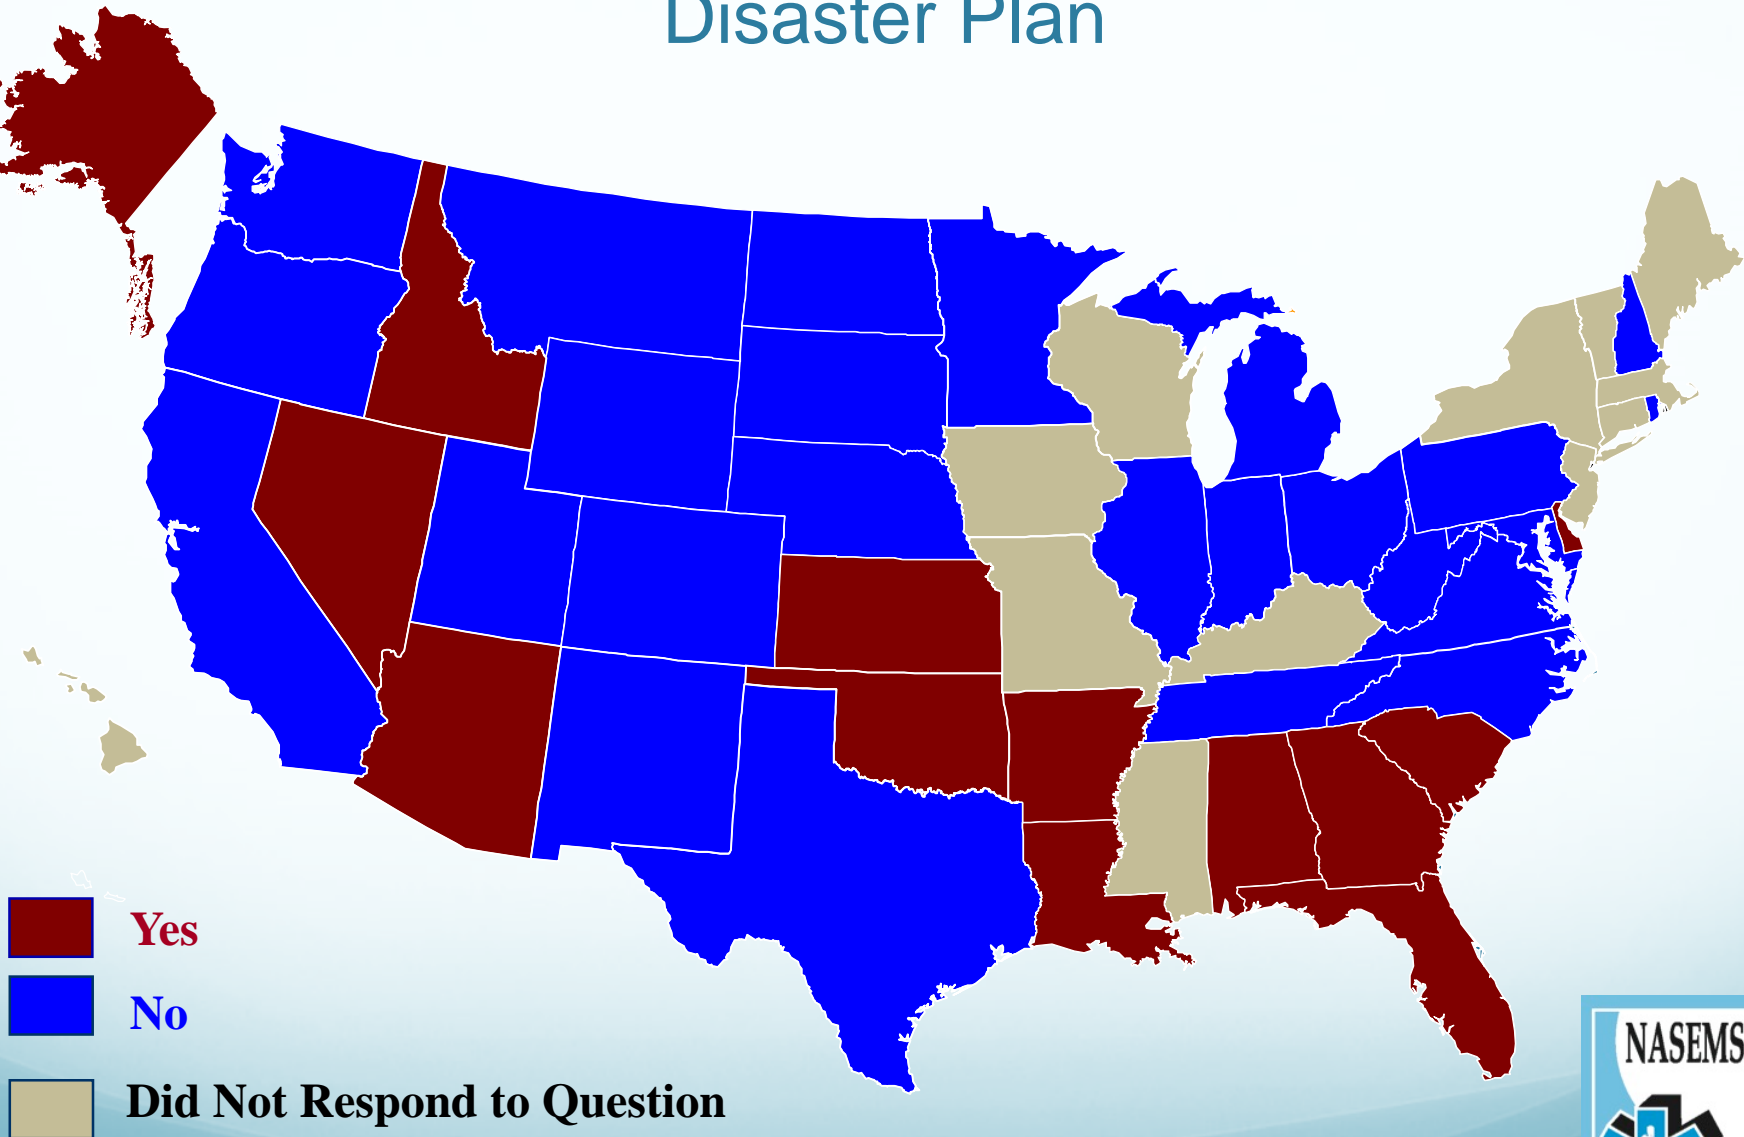 Disaster Plan
Yes
No
Did Not Respond to Question
NASEMS